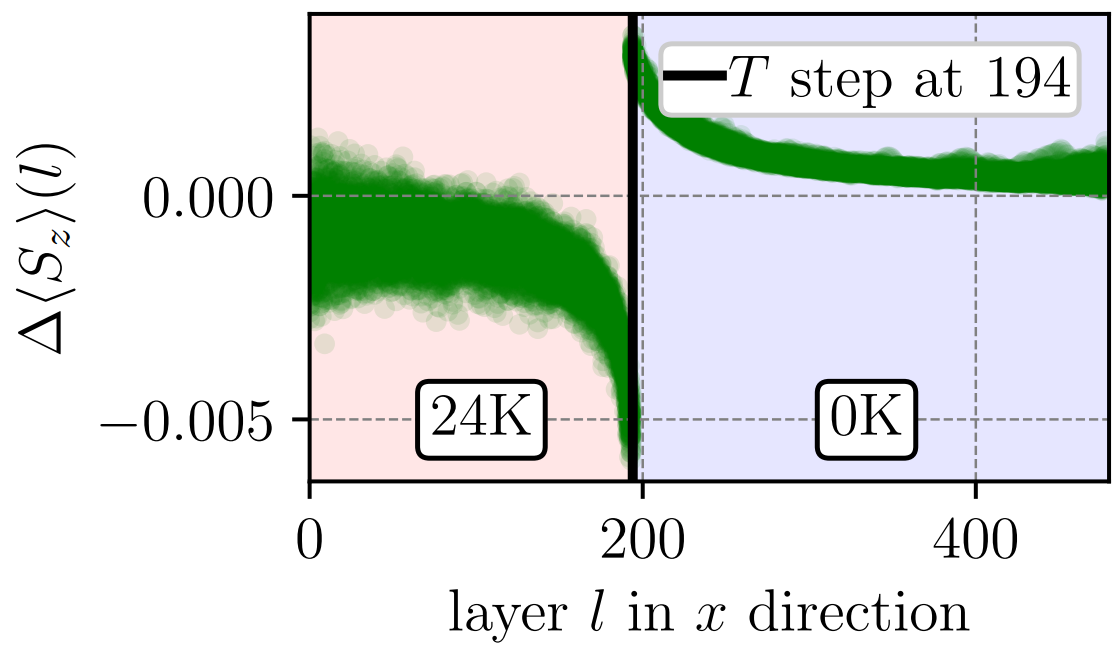 T step at 194
0.000
−0.005
Δ⟨S_z⟩(l)
24K
0K
0
200
400
layer l in x direction